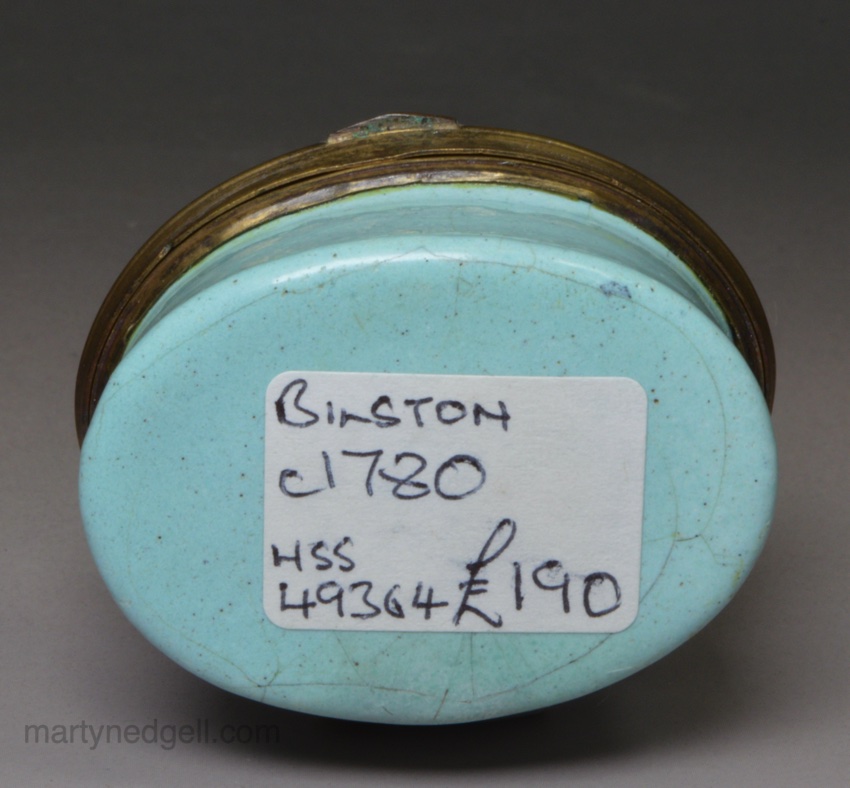 BILSTON
c1780
HSS
49364 £190
martynedgell.com